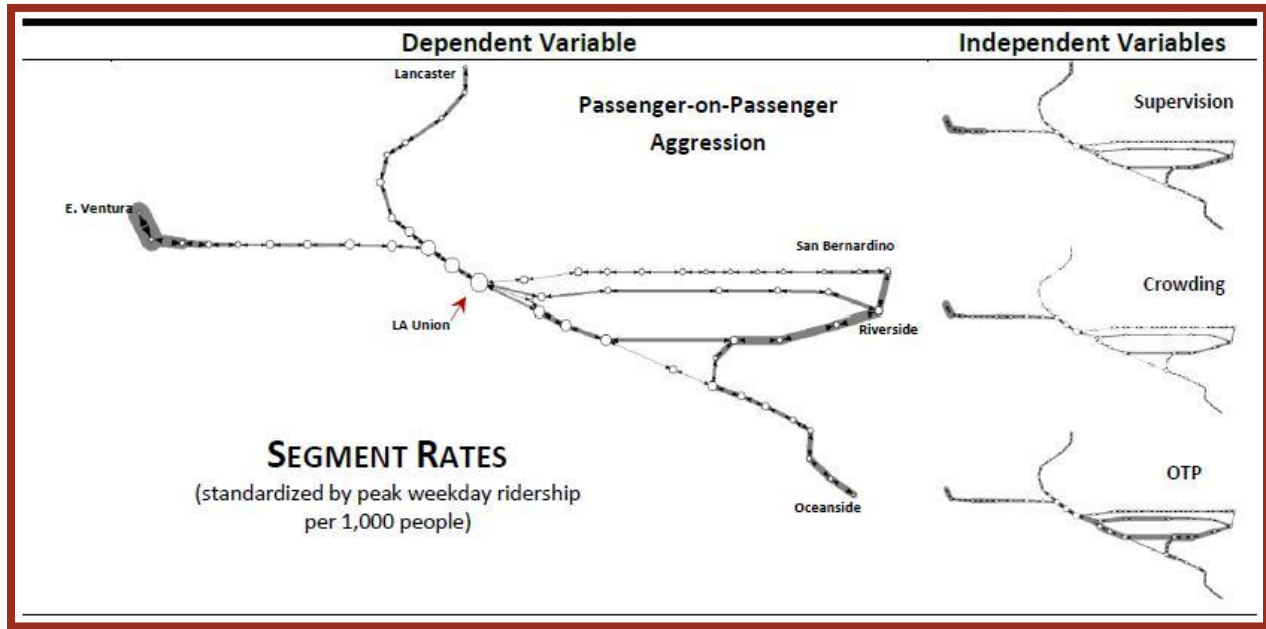 Dependent Variable
Independent Variables
Lancaster
Passenger-on-Passenger
Aggression
Supervision
E. Ventura
San Bernardino
LA Union
Riverside
Crowding
SEGMENT RATES
(standardized by peak weekday ridership
per 1,000 people)
Oceanside
OTP